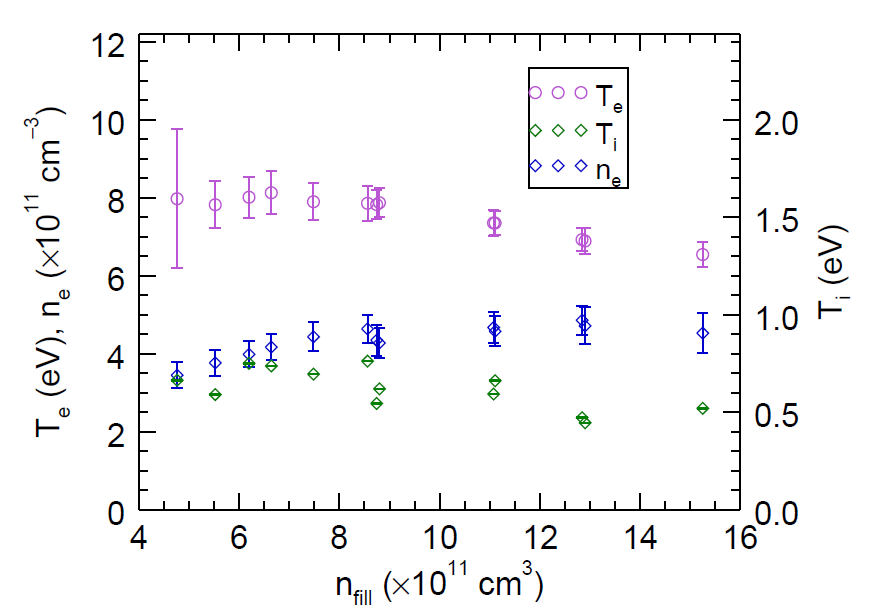 12
10
8
6
4
2
0
T_e (eV), n_e (×10^11 cm^−3)
T_e
T_i
n_e
2.0
1.5
1.0
0.5
0.0
T_i (eV)
4 6 8 10 12 14 16
n_fill (×10^11 cm^3)